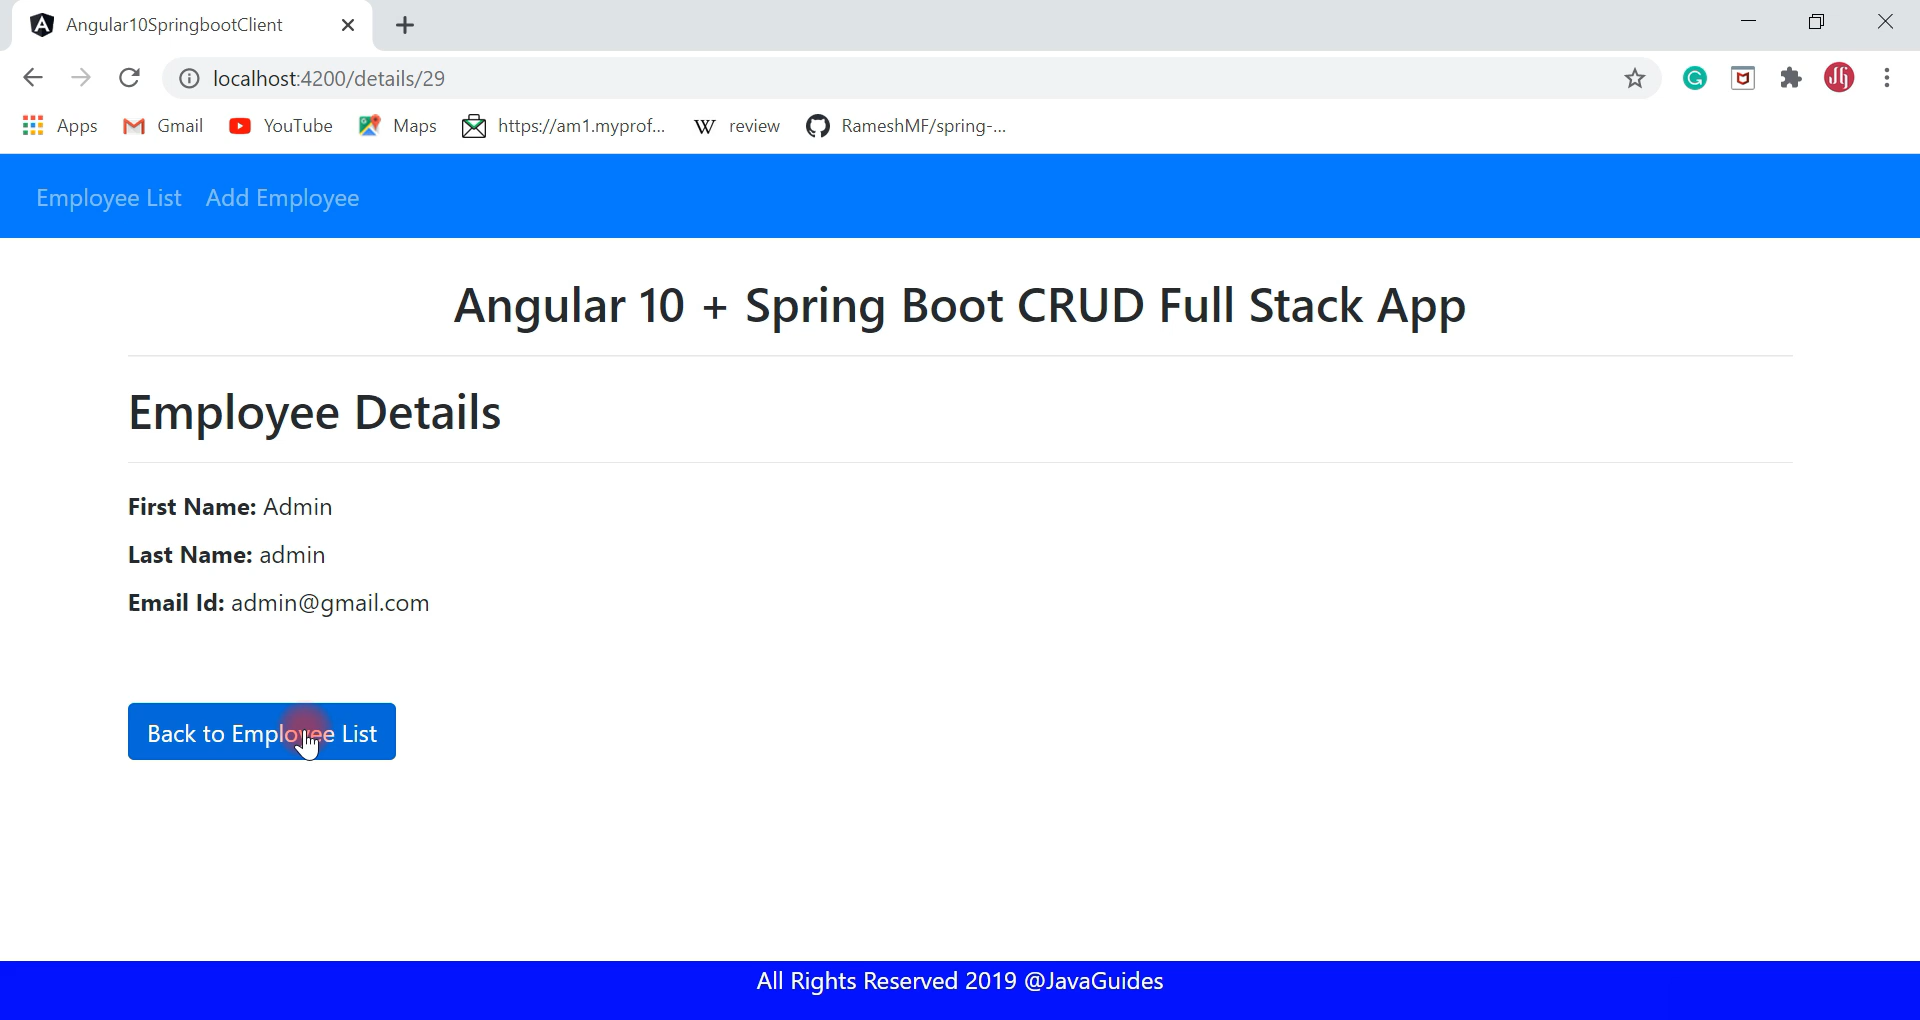 Angular10SpringbootClient
localhost:4200/details/29
Apps Gmail YouTube Maps https://am1.myprof... review RameshMF/spring-...
Employee List Add Employee
Angular 10 + Spring Boot CRUD Full Stack App
Employee Details
First Name: Admin
Last Name: admin
Email Id: admin@gmail.com
Back to Employee List
All Rights Reserved 2019 @JavaGuides